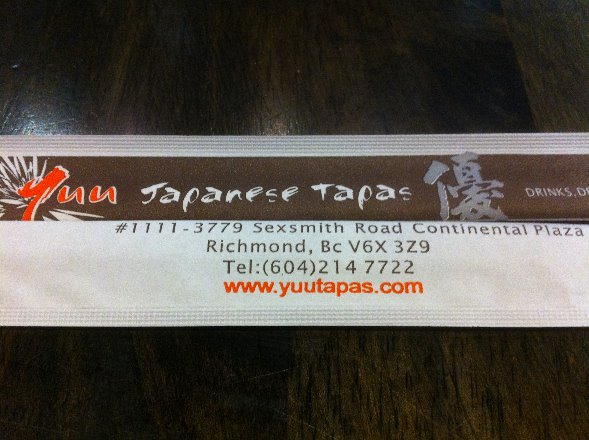 Yuu Japanese Tapas 優 DRINKS.
#1111-3779 Sexsmith Road Continental Plaza
Richmond, Bc V6X 3Z9
Tel:(604)214 7722
www.yuutapas.com